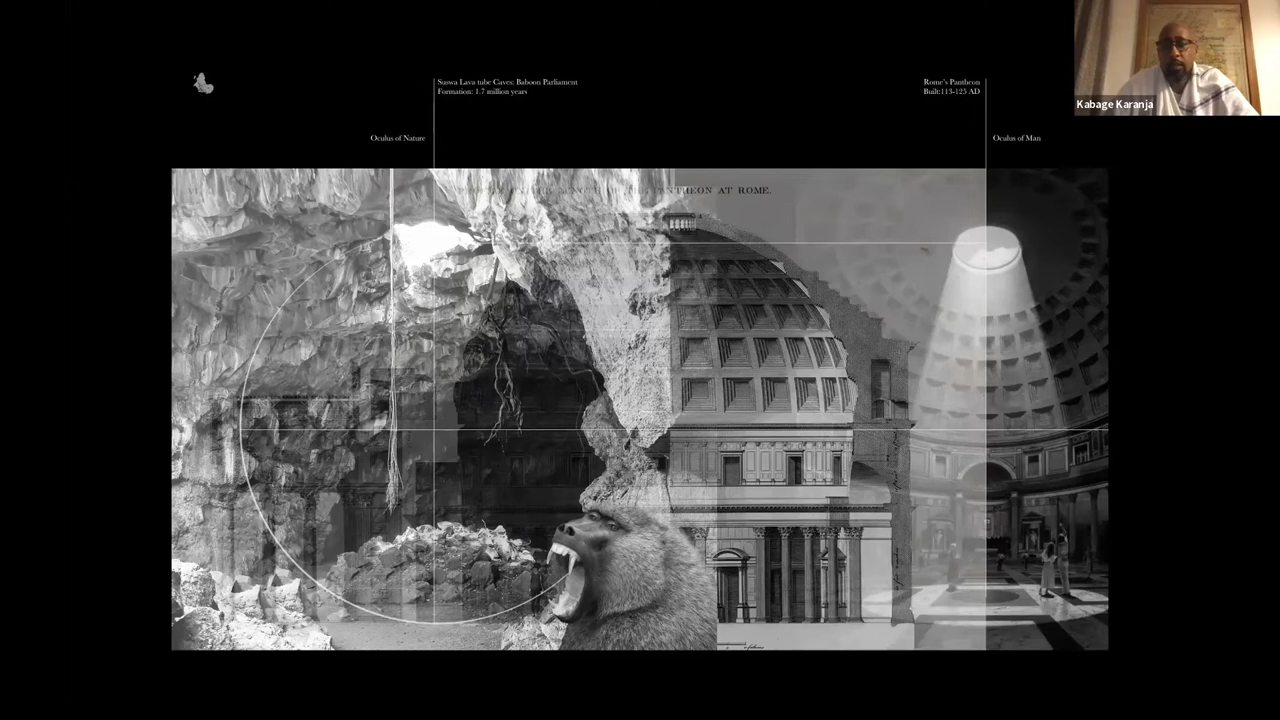 Suswa Lava tube Caves: Baboon Parliament
Formation: 1.7 million years
Rome's Pantheon
Built:113-125 AD
Kabage Karanja
Oculus of Nature
Oculus of Man
PANTHEON AT ROME.